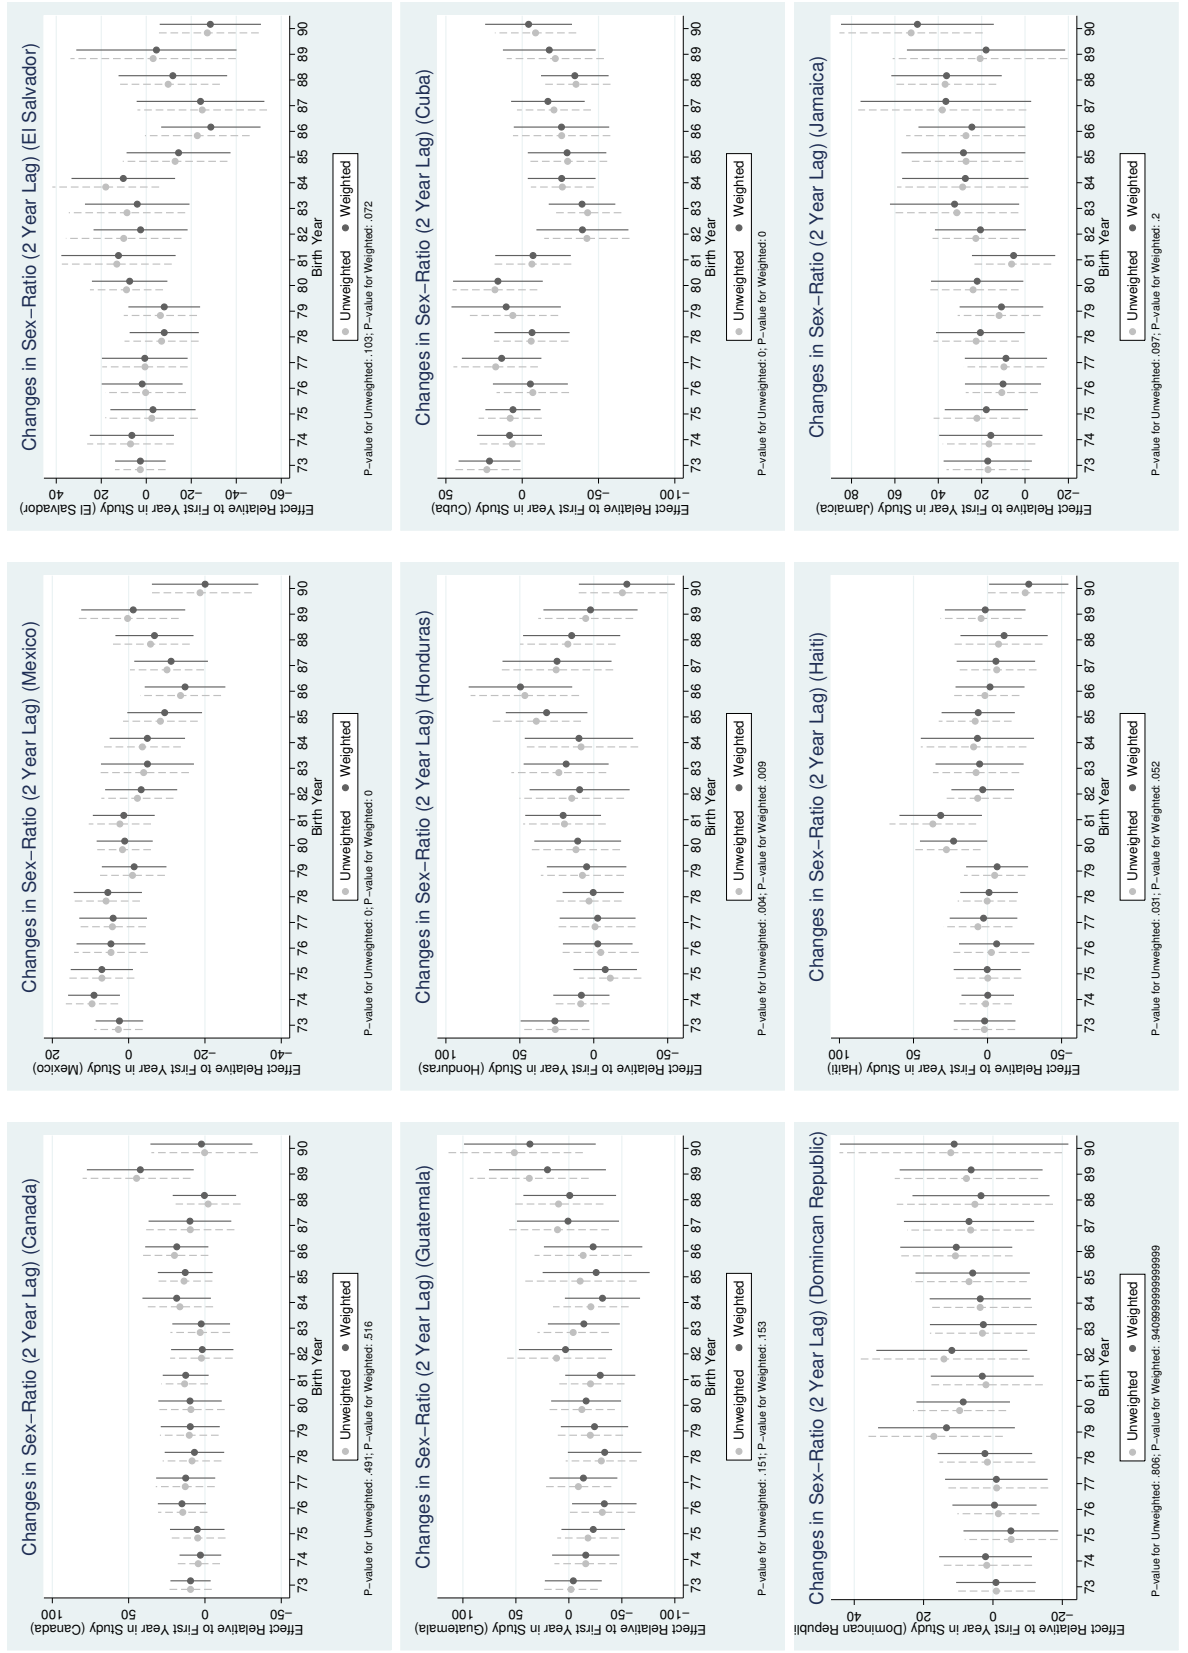 Changes in Sex−Ratio (2 Year Lag) (Canada)
Effect Relative to First Year in Study (Canada)
100
50
0
−50
73 74 75 76 77 78 79 80 81 82 83 84 85 86 87 88 89 90
Birth Year
Unweighted Weighted
P−value for Unweighted: .491; P−value for Weighted: .516
Changes in Sex−Ratio (2 Year Lag) (Mexico)
Effect Relative to First Year in Study (Mexico)
20
0
−20
−40
73 74 75 76 77 78 79 80 81 82 83 84 85 86 87 88 89 90
Birth Year
Unweighted Weighted
P−value for Unweighted: 0; P−value for Weighted: 0
Changes in Sex−Ratio (2 Year Lag) (El Salvador)
Effect Relative to First Year in Study (El Salvador)
40
20
0
−20
−40
−60
73 74 75 76 77 78 79 80 81 82 83 84 85 86 87 88 89 90
Birth Year
Unweighted Weighted
P−value for Unweighted: .103; P−value for Weighted: .072
Changes in Sex−Ratio (2 Year Lag) (Guatemala)
Effect Relative to First Year in Study (Guatemala)
100
50
0
−50
−100
73 74 75 76 77 78 79 80 81 82 83 84 85 86 87 88 89 90
Birth Year
Unweighted Weighted
P−value for Unweighted: .151; P−value for Weighted: .153
Changes in Sex−Ratio (2 Year Lag) (Honduras)
Effect Relative to First Year in Study (Honduras)
100
50
0
−50
73 74 75 76 77 78 79 80 81 82 83 84 85 86 87 88 89 90
Birth Year
Unweighted Weighted
P−value for Unweighted: .004; P−value for Weighted: .009
Changes in Sex−Ratio (2 Year Lag) (Cuba)
Effect Relative to First Year in Study (Cuba)
50
0
−50
−100
73 74 75 76 77 78 79 80 81 82 83 84 85 86 87 88 89 90
Birth Year
Unweighted Weighted
P−value for Unweighted: 0; P−value for Weighted: 0
Changes in Sex−Ratio (2 Year Lag) (Domincan Republic)
Effect Relative to First Year in Study (Domincan Republi
40
20
0
−20
73 74 75 76 77 78 79 80 81 82 83 84 85 86 87 88 89 90
Birth Year
Unweighted Weighted
P−value for Unweighted: .806; P−value for Weighted: .9409999999999999
Changes in Sex−Ratio (2 Year Lag) (Haiti)
Effect Relative to First Year in Study (Haiti)
100
50
0
−50
73 74 75 76 77 78 79 80 81 82 83 84 85 86 87 88 89 90
Birth Year
Unweighted Weighted
P−value for Unweighted: .031; P−value for Weighted: .052
Changes in Sex−Ratio (2 Year Lag) (Jamaica)
Effect Relative to First Year in Study (Jamaica)
80
60
40
20
0
−20
73 74 75 76 77 78 79 80 81 82 83 84 85 86 87 88 89 90
Birth Year
Unweighted Weighted
P−value for Unweighted: .097; P−value for Weighted: .2